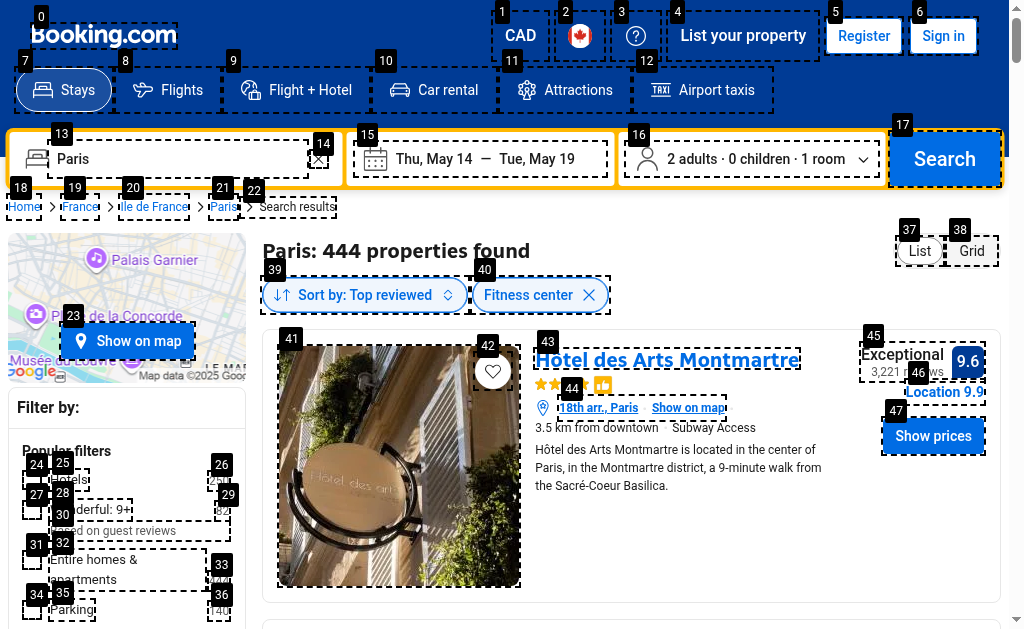 0
Booking.com
1
CAD
2
3
4
List your property
5
Register
6
Sign in
7
Stays
8
Flights
9
Flight + Hotel
10
Car rental
11
Attractions
12
Airport taxis
13
Paris
14
15
Thu, May 14 — Tue, May 19
16
2 adults · 0 children · 1 room
17
Search
18
Home
19
France
20
Ile de France
21
Paris
22
Search results
Palais Garnier
de la Concorde
23
Show on map
Musée du
LE MAR
Google
Map data ©2025 Goog
Filter by:
Popular filters
24
25
Hotels
26
27
28
29
Wonderful: 9+
82
30
Based on guest reviews
31
32
Entire homes &
apartments
33
34
35
Parking
36
140
Paris: 444 properties found
37
List
38
Grid
39
Sort by: Top reviewed
40
Fitness center
41
Hôtel des arts
42
43
Hôtel des Arts Montmartre
44
18th arr., Paris
Show on map
3.5 km from downtown · Subway Access
Hôtel des Arts Montmartre is located in the center of
Paris, in the Montmartre district, a 9-minute walk from
the Sacré-Coeur Basilica.
45
Exceptional
3,221 reviews
9.6
46
Location 9.9
47
Show prices